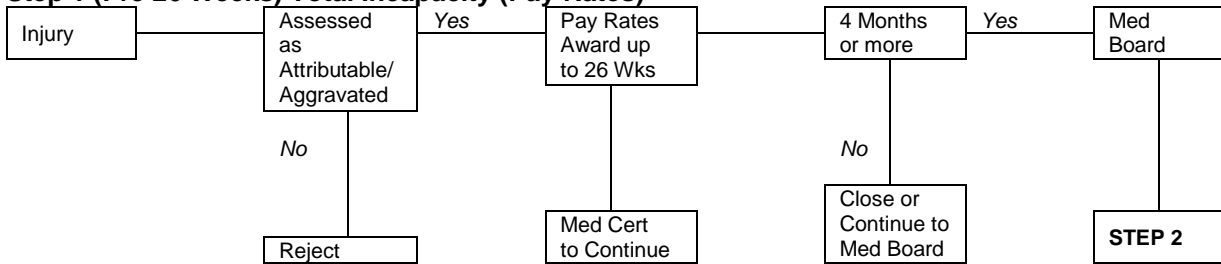 Step 1 (Pre 26 Weeks) Total Incapacity (Pay Rates)
Injury
Assessed
as
Attributable/
Aggravated
Yes
Pay Rates
Award up
to 26 Wks
4 Months
or more
Yes
Med
Board
No
No
Reject
Med Cert
to Continue
Close or
Continue to
Med Board
STEP 2